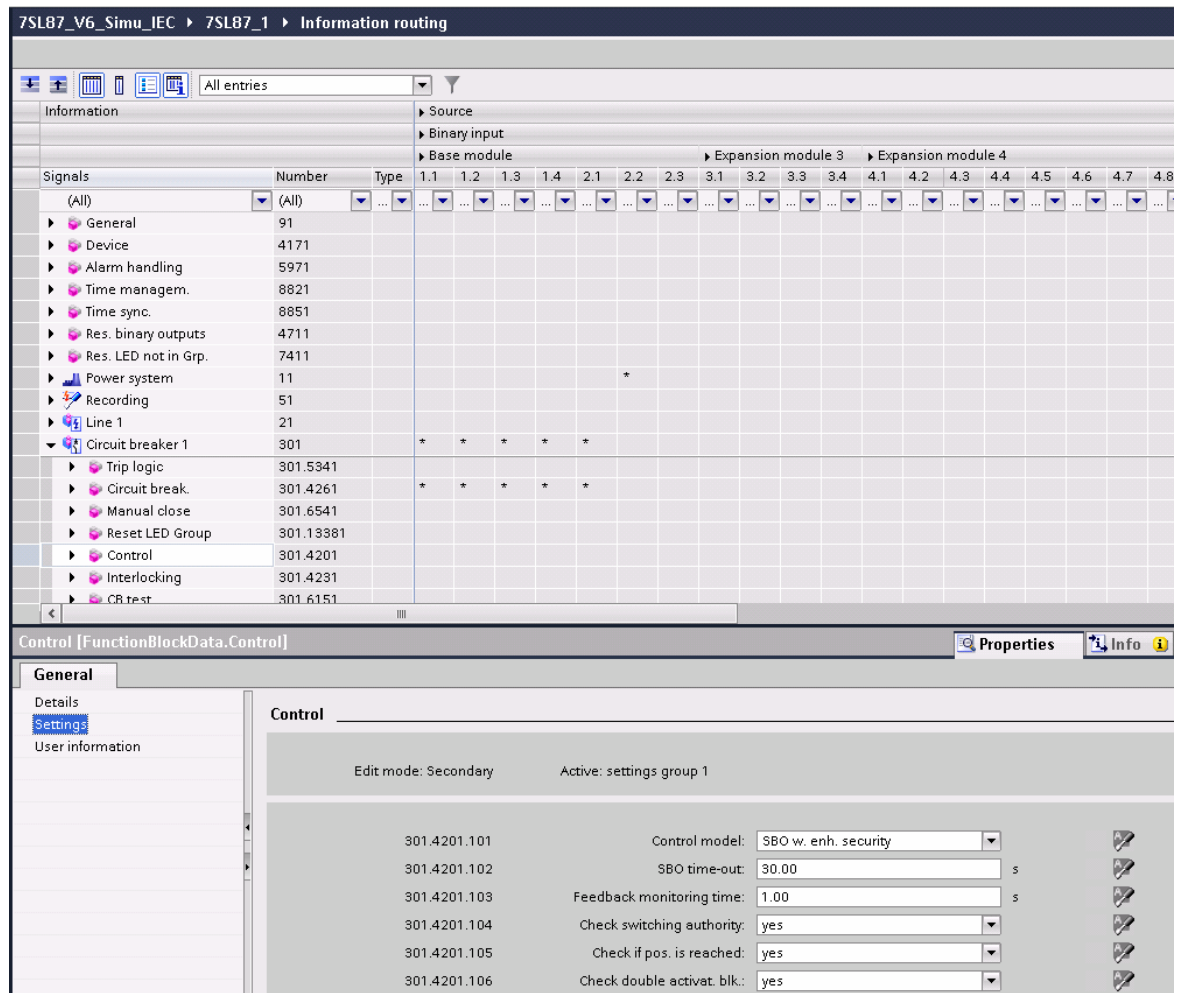 7SL87_V6_Simu_IEC ▸ 7SL87_1 ▸ Information routing
All entries
Information Source
Binary input
Base module Expansion module 3 Expansion module 4
Signals Number Type 1.1 1.2 1.3 1.4 2.1 2.2 2.3 3.1 3.2 3.3 3.4 4.1 4.2 4.3 4.4 4.5 4.6 4.7 4.8
(All) (All) ... ... ... ... ... ... ... ... ... ... ... ... ... ... ... ... ... ... ... ...
General 91
Device 4171
Alarm handling 5971
Time managem. 8821
Time sync. 8851
Res. binary outputs 4711
Res. LED not in Grp. 7411
Power system 11 *
Recording 51
Line 1 21
Circuit breaker 1 301 * * * * *
Trip logic 301.5341
Circuit break. 301.4261 * * * * *
Manual close 301.6541
Reset LED Group 301.13381
Control 301.4201
Interlocking 301.4231
CB test 301.6151
Control [FunctionBlockData.Control] Properties Info
General
Details
Settings
User information
Control
Edit mode: Secondary Active: settings group 1
301.4201.101 Control model: SBO w. enh. security
301.4201.102 SBO time-out: 30.00 s
301.4201.103 Feedback monitoring time: 1.00 s
301.4201.104 Check switching authority: yes
301.4201.105 Check if pos. is reached: yes
301.4201.106 Check double activat. blk.: yes